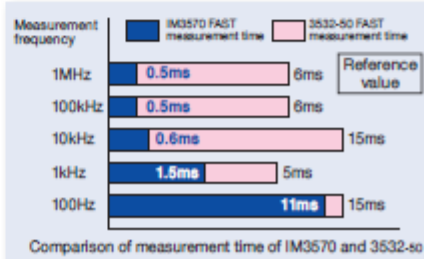 Measurement frequency
IM3570 FAST measurement time
3532-50 FAST measurement time
Reference value
1MHz 0.5ms 6ms
100kHz 0.5ms 6ms
10kHz 0.6ms 15ms
1kHz 1.5ms 5ms
100Hz 11ms 15ms
Comparison of measurement time of IM3570 and 3532-50